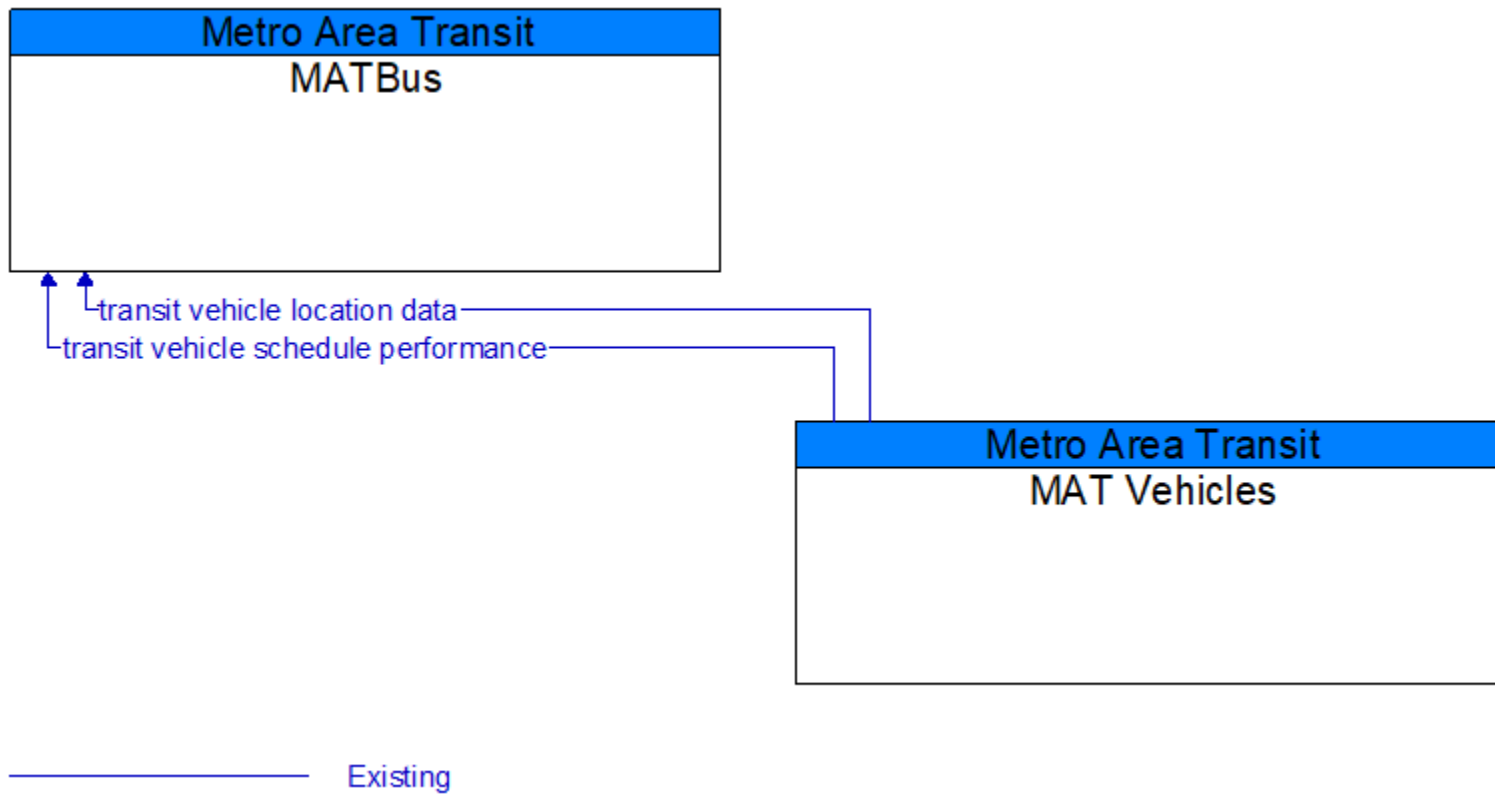 Metro Area Transit
MATBus
transit vehicle location data
transit vehicle schedule performance
Metro Area Transit
MAT Vehicles
Existing